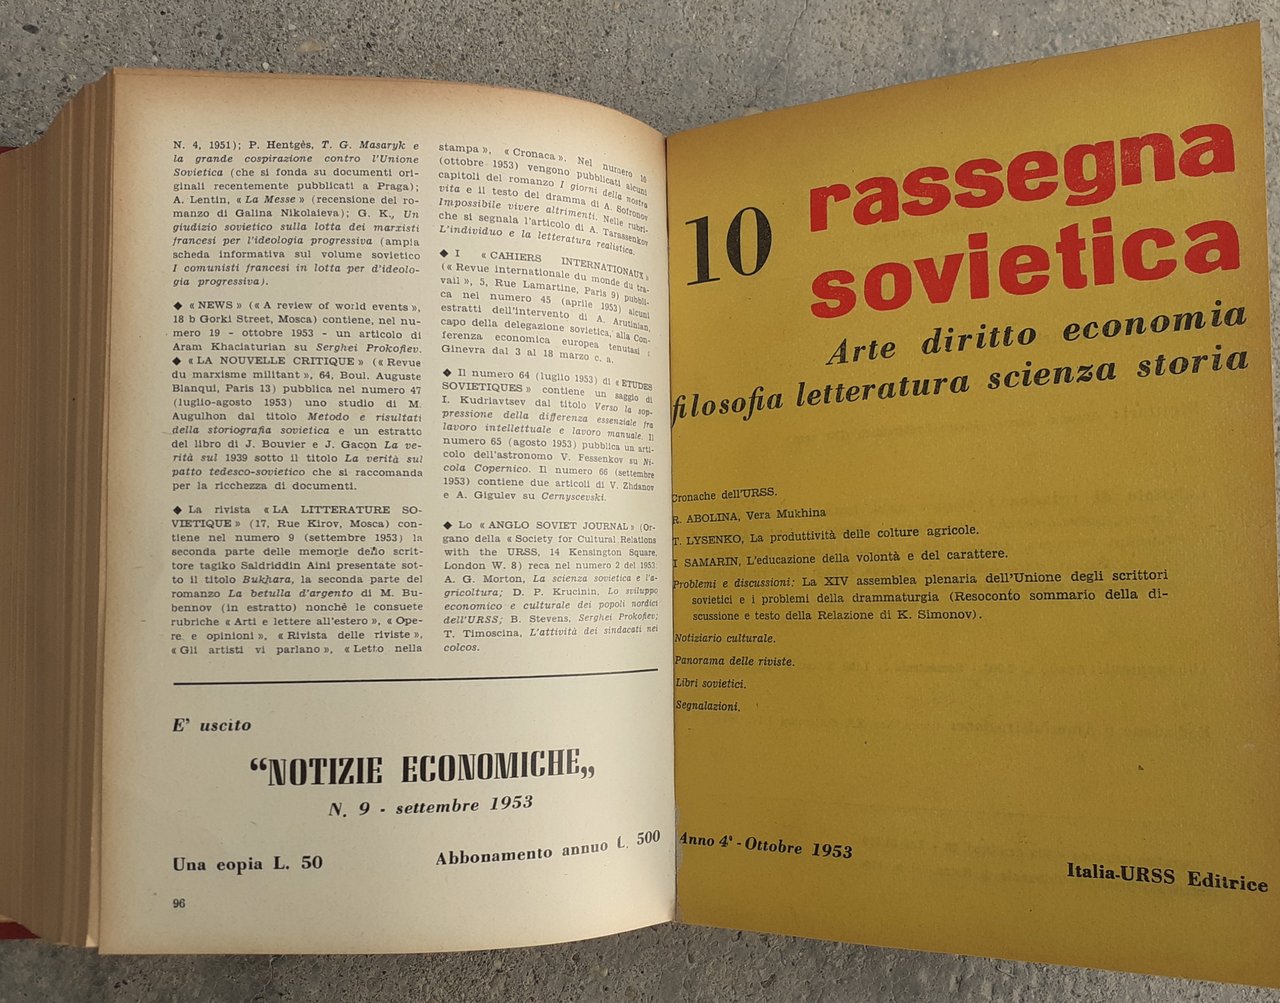 N. 4, 1951); P. Hentgès, T. G. Masaryk e
la grande cospirazione contro l'Unione
Sovietica (che si fonda su documenti ori-
ginali recentemente pubblicati a Praga);
A. Lentin, « La Messe » (recensione del ro-
manzo di Galina Nikolaieva); G. K., Un
giudizio sovietico sulla lotta dei marxisti
francesi per l'ideologia progressiva (ampia
scheda informativa sul volume sovietico
I comunisti francesi in lotta per d'ideolo-
gia progressiva).
◆ « NEWS » (« A review of world events »,
18 b Gorki Street, Mosca) contiene, nel nu-
mero 19 - ottobre 1953 - un articolo di
Aram Khaciaturian su Serghei Prokofiev.
◆ « LA NOUVELLE CRITIQUE » (« Revue
du marxisme militant », 64, Boul. Auguste
Blanqui, Paris 13) pubblica nel numero 47
(luglio-agosto 1953) uno studio di M.
Augulhon dal titolo Metodo e risultati
della storiografia sovietica e un estratto
del libro di J. Bouvier e J. Gacon La ve-
rità sul 1939 sotto il titolo La verità sul
patto tedesco-sovietico che si raccomanda
per la ricchezza di documenti.
◆ La rivista « LA LITTERATURE SO-
VIETIQUE » (17, Rue Kirov, Mosca) con-
tiene nel numero 9 (settembre 1953) la
seconda parte delle memorie dello scrit-
tore tagiko Saidriddin Aini presentate sot-
to il titolo Bukhara, la seconda parte del
romanzo La betulla d'argento di M. Bu-
bennov (in estratto) nonchè le consuete
rubriche « Arti e lettere all'estero », « Ope-
re e opinioni », « Rivista delle riviste »,
« Gli artisti vi parlano », « Letto nella
stampa », « Cronaca ». Nel numero 10
(ottobre 1953) vengono pubblicati alcuni
capitoli del romanzo I giorni della nostra
vita e il testo del dramma di A. Sofronov
Impossibile vivere altrimenti. Nelle rubri-
che si segnala l'articolo di A. Tarassenkov
L'individuo e la letteratura realistica.
◆ I « CAHIERS INTERNATIONAUX »
(« Revue internationale du monde du tra-
vail », 5, Rue Lamartine, Paris 9) pubbli-
ca nel numero 45 (aprile 1953) alcuni
estratti dell'intervento di A. Arutinian,
capo della delegazione sovietica, alla Con-
ferenza economica europea tenutasi a
Ginevra dal 3 al 18 marzo c. a.
◆ Il numero 64 (luglio 1953) di « ETUDES
SOVIETIQUES » contiene un saggio di
I. Kudriavtsev dal titolo Verso la sop-
pressione della differenza essenziale fra
lavoro intellettuale e lavoro manuale. Il
numero 65 (agosto 1953) pubblica un arti-
colo dell'astronomo V. Fessenkov su Ni-
cola Copernico. Il numero 66 (settembre
1953) contiene due articoli di V. Zhdanov
e A. Gigulev su Cernyscevski.
◆ Lo « ANGLO SOVIET JOURNAL » (Or-
gano della « Society for Cultural Relations
with the URSS, 14 Kensington Square,
London W. 8) reca nel numero 2 del 1953:
A. G. Morton, La scienza sovietica e l'a-
gricoltura; D. P. Krucinin, Lo sviluppo
economico e culturale dei popoli nordici
dell'URSS; B. Stevens, Serghei Prokofiev;
T. Timoscina, L'attività dei sindacati nei
colcos.
E' uscito
“NOTIZIE ECONOMICHE„
N. 9 - settembre 1953
Una copia L. 50
Abbonamento annuo L. 500
96
10
rassegna
sovietica
Arte diritto economia
filosofia letteratura scienza storia
Cronache dell'URSS.
R. ABOLINA, Vera Mukhina
T. LYSENKO, La produttività delle colture agricole.
I SAMARIN, L'educazione della volontà e del carattere.
Problemi e discussioni: La XIV assemblea plenaria dell'Unione degli scrittori
sovietici e i problemi della drammaturgia (Resoconto sommario della di-
scussione e testo della Relazione di K. Simonov).
Notiziario culturale.
Panorama delle riviste.
Libri sovietici.
Segnalazioni.
Anno 4° - Ottobre 1953
Italia-URSS Editrice